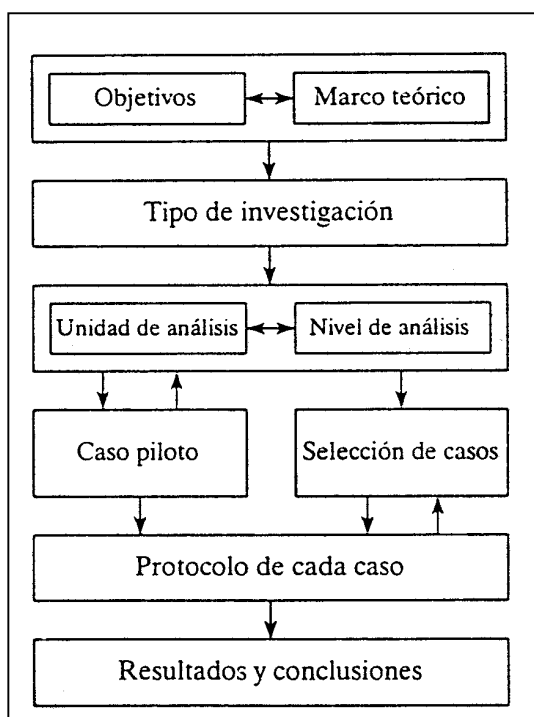 Objetivos
Marco teórico
Tipo de investigación
Unidad de análisis
Nivel de análisis
Caso piloto
Selección de casos
Protocolo de cada caso
Resultados y conclusiones